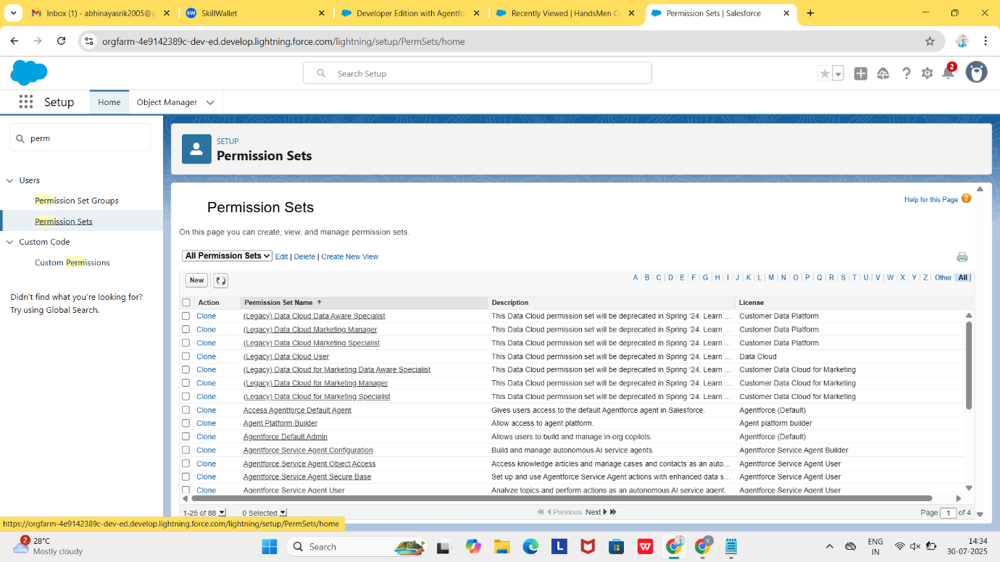 Inbox (1) - abhinayasrik2005@g
SkillWallet
Developer Edition with Agentfo
Recently Viewed | HandsMen C
Permission Sets | Salesforce
orgfarm-4e9142389c-dev-ed.develop.lightning.force.com/lightning/setup/PermSets/home
Search Setup
2
Setup
Home
Object Manager
perm
Users
Permission Set Groups
Permission Sets
Custom Code
Custom Permissions
Didn't find what you're looking for?
Try using Global Search.
SETUP
Permission Sets
Permission Sets
Help for this Page
On this page you can create, view, and manage permission sets.
All Permission Sets Edit | Delete | Create New View
New
A | B | C | D | E | F | G | H | I | J | K | L | M | N | O | P | Q | R | S | T | U | V | W | X | Y | Z | Other | All |
Action Permission Set Name ↑ Description License
Clone (Legacy) Data Cloud Data Aware Specialist This Data Cloud permission set will be deprecated in Spring '24. Learn ... Customer Data Platform
Clone (Legacy) Data Cloud Marketing Manager This Data Cloud permission set will be deprecated in Spring '24. Learn ... Customer Data Platform
Clone (Legacy) Data Cloud Marketing Specialist This Data Cloud permission set will be deprecated in Spring '24. Learn ... Customer Data Platform
Clone (Legacy) Data Cloud User This Data Cloud permission set will be deprecated in Spring '24. Learn ... Data Cloud
Clone (Legacy) Data Cloud for Marketing Data Aware Specialist This Data Cloud permission set will be deprecated in Spring '24. Learn ... Customer Data Cloud for Marketing
Clone (Legacy) Data Cloud for Marketing Manager This Data Cloud permission set will be deprecated in Spring '24. Learn ... Customer Data Cloud for Marketing
Clone (Legacy) Data Cloud for Marketing Specialist This Data Cloud permission set will be deprecated in Spring '24. Learn ... Customer Data Cloud for Marketing
Clone Access Agentforce Default Agent Gives users access to the default Agentforce agent in Salesforce. Agentforce (Default)
Clone Agent Platform Builder Allow access to agent platform. Agent platform builder
Clone Agentforce Default Admin Allows users to build and manage in-org copilots. Agentforce (Default)
Clone Agentforce Service Agent Configuration Build and manage autonomous AI service agents. Agentforce Service Agent Builder
Clone Agentforce Service Agent Object Access Access knowledge articles and manage cases and contacts as an auto... Agentforce Service Agent User
Clone Agentforce Service Agent Secure Base Set up and use Agentforce Service Agent actions with enhanced data s... Agentforce Service Agent User
Clone Agentforce Service Agent User Analyze topics and perform actions as an autonomous AI service agent. Agentforce Service Agent User
1-25 of 88 0 Selected Previous Next Page 1 of 4
https://orgfarm-4e9142389c-dev-ed.develop.lightning.force.com/lightning/setup/PermSets/home
2
28°C
Mostly cloudy
Search
ENG
IN
14:34
30-07-2025